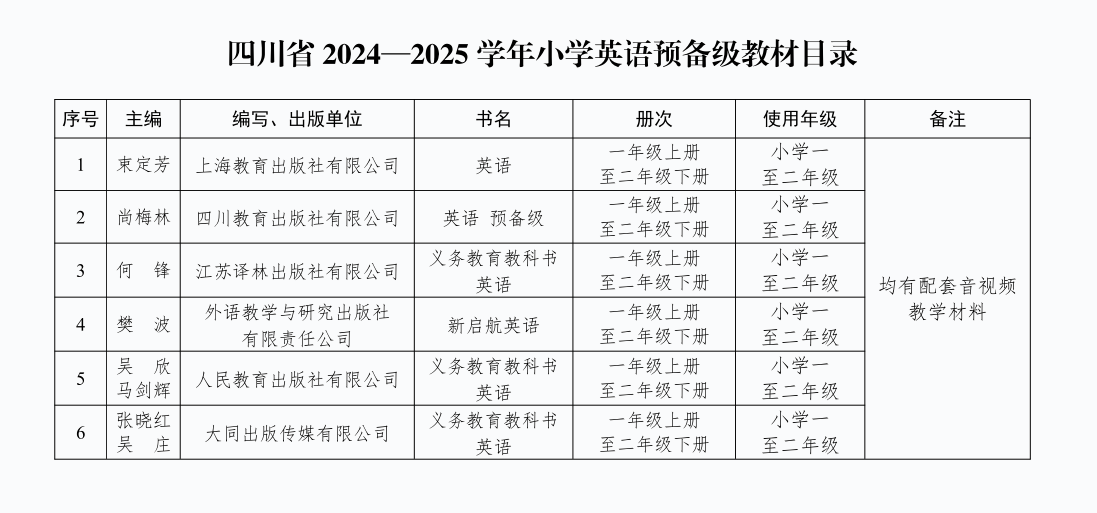 四川省 2024—2025 学年小学英语预备级教材目录
序号 主编 编写、出版单位 书名 册次 使用年级 备注
1 束定芳 上海教育出版社有限公司 英语 一年级上册 至二年级下册 小学一 至二年级
2 尚梅林 四川教育出版社有限公司 英语 预备级 一年级上册 至二年级下册 小学一 至二年级
3 何 锋 江苏译林出版社有限公司 义务教育教科书 英语 一年级上册 至二年级下册 小学一 至二年级
均有配套音视频
教学材料
4 樊 波 外语教学与研究出版社 有限责任公司 新启航英语 一年级上册 至二年级下册 小学一 至二年级
5 吴 欣 马剑辉 人民教育出版社有限公司 义务教育教科书 英语 一年级上册 至二年级下册 小学一 至二年级
6 张晓红 吴 庄 大同出版传媒有限公司 义务教育教科书 英语 一年级上册 至二年级下册 小学一 至二年级